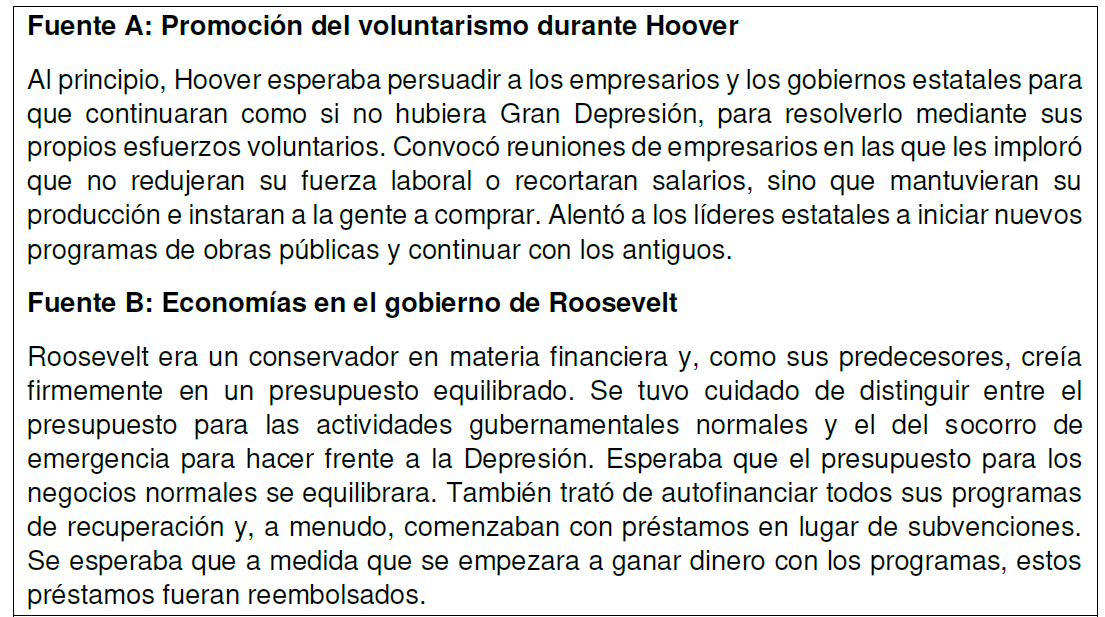 Fuente A: Promoción del voluntarismo durante Hoover
Al principio, Hoover esperaba persuadir a los empresarios y los gobiernos estatales para
que continuaran como si no hubiera Gran Depresión, para resolverlo mediante sus
propios esfuerzos voluntarios. Convocó reuniones de empresarios en las que les imploró
que no redujeran su fuerza laboral o recortaran salarios, sino que mantuvieran su
producción e instaran a la gente a comprar. Alentó a los líderes estatales a iniciar nuevos
programas de obras públicas y continuar con los antiguos.
Fuente B: Economías en el gobierno de Roosevelt
Roosevelt era un conservador en materia financiera y, como sus predecesores, creía
firmemente en un presupuesto equilibrado. Se tuvo cuidado de distinguir entre el
presupuesto para las actividades gubernamentales normales y el del socorro de
emergencia para hacer frente a la Depresión. Esperaba que el presupuesto para los
negocios normales se equilibrara. También trató de autofinanciar todos sus programas
de recuperación y, a menudo, comenzaban con préstamos en lugar de subvenciones.
Se esperaba que a medida que se empezara a ganar dinero con los programas, estos
préstamos fueran reembolsados.